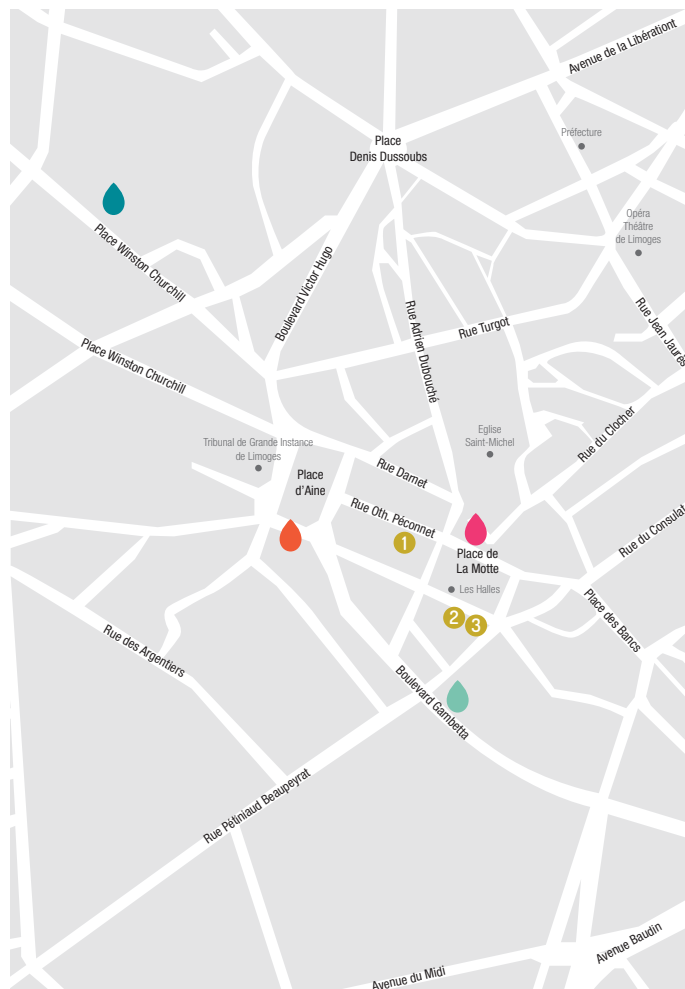 Avenue de la Libérationt
Préfecture
Place
Denis Dussoubs
Opéra
Théâtre
de Limoges
Place Winston Churchill
Boulevard Victor Hugo
Rue Adrien Dubouché
Rue Turgot
Rue Jean Jaurès
Place Winston Churchill
Rue du Clocher
Eglise
Saint-Michel
Tribunal de Grande Instance
de Limoges
Place
d'Aine
Rue Darnet
Rue Oth. Péconnet
1
Rue du Consulat
Place de
La Motte
Les Halles
2
3
Place des Bancs
Rue des Argentiers
Boulevard Gambetta
Rue Pétiniaud Beaupeyrat
Avenue Baudin
Avenue du Midi